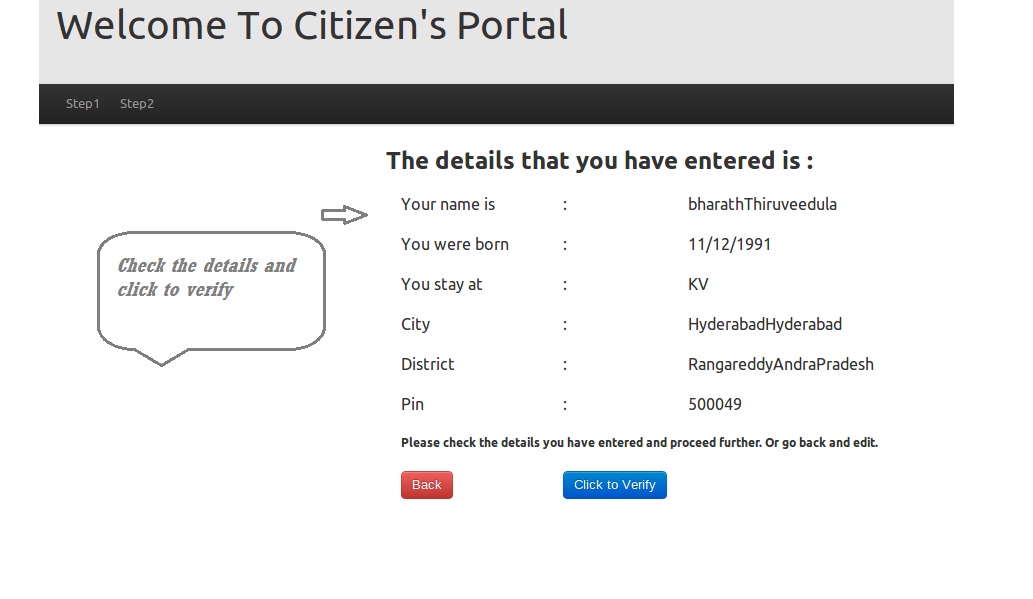 Welcome To Citizen's Portal
Step1 Step2
The details that you have entered is :
Your name is : bharathThiruveedula
You were born : 11/12/1991
Check the details and
click to verify
You stay at : KV
City : HyderabadHyderabad
District : RangareddyAndraPradesh
Pin : 500049
Please check the details you have entered and proceed further. Or go back and edit.
Back Click to Verify